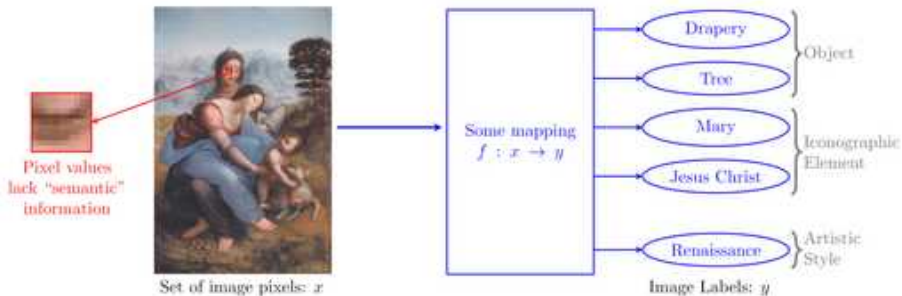 Pixel values
lack “semantic”
information
Set of image pixels: x
Some mapping
f : x → y
Drapery
Tree
Mary
Jesus Christ
Renaissance
Object
Iconographic
Element
Artistic
Style
Image Labels: y